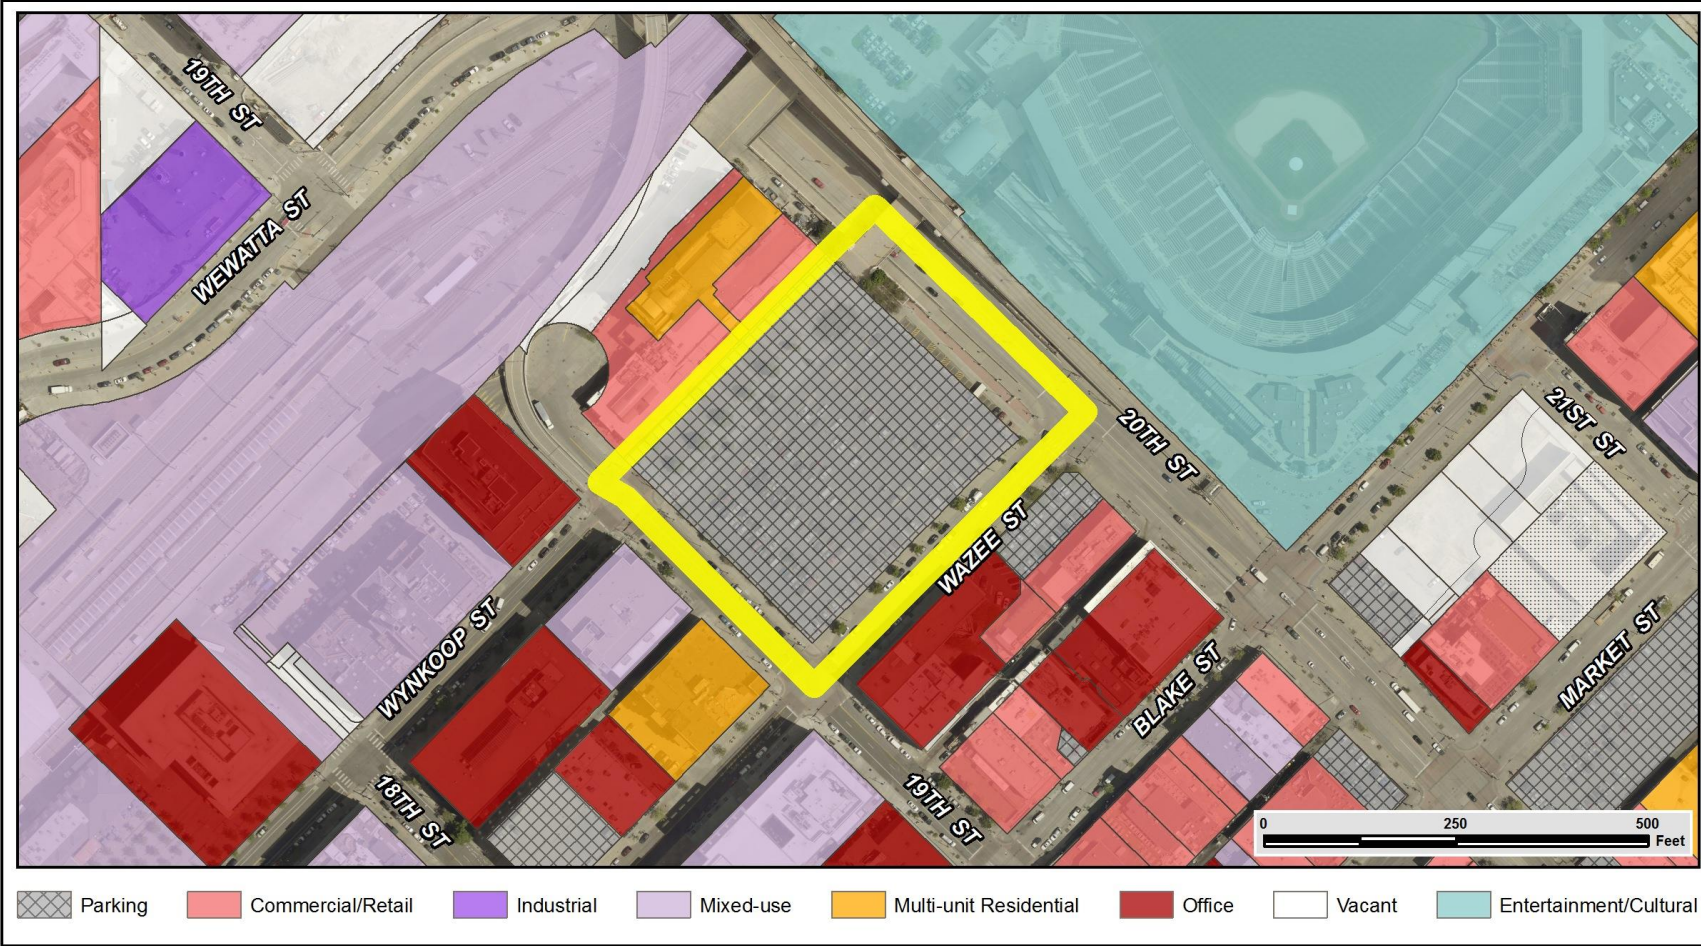 19TH ST
WEWATTA ST
20TH ST
21ST ST
WAZEE ST
WYNKOOP ST
BLAKE ST
MARKET ST
18TH ST
19TH ST
0 250 500
Feet
Parking Commercial/Retail Industrial Mixed-use Multi-unit Residential Office Vacant Entertainment/Cultural